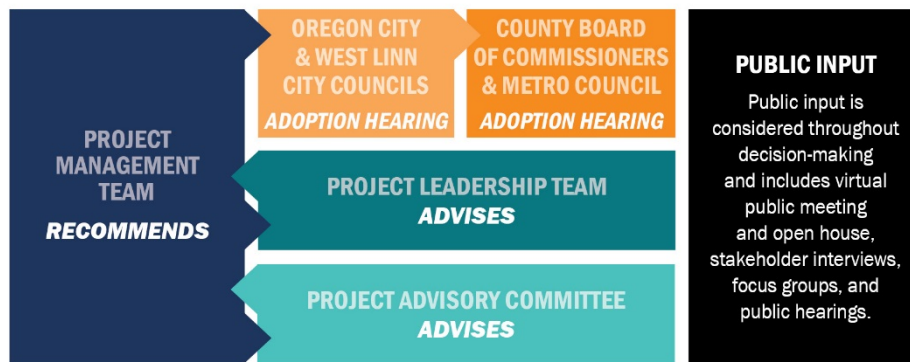 PROJECT
MANAGEMENT
TEAM
RECOMMENDS
OREGON CITY
& WEST LINN
CITY COUNCILS
ADOPTION HEARING
COUNTY BOARD
OF COMMISSIONERS
& METRO COUNCIL
ADOPTION HEARING
PROJECT LEADERSHIP TEAM
ADVISES
PROJECT ADVISORY COMMITTEE
ADVISES
PUBLIC INPUT
Public input is
considered throughout
decision-making
and includes virtual
public meeting
and open house,
stakeholder interviews,
focus groups, and
public hearings.